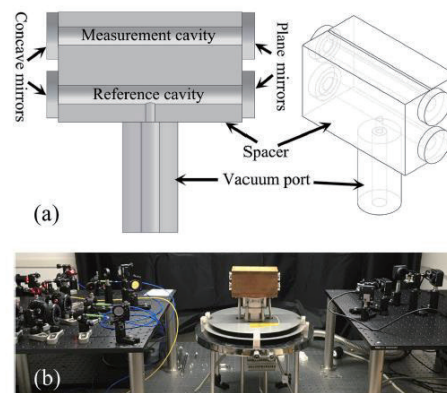 Measurement cavity
Reference cavity
Concave mirrors
Plane mirrors
Spacer
Vacuum port
(a)
(b)